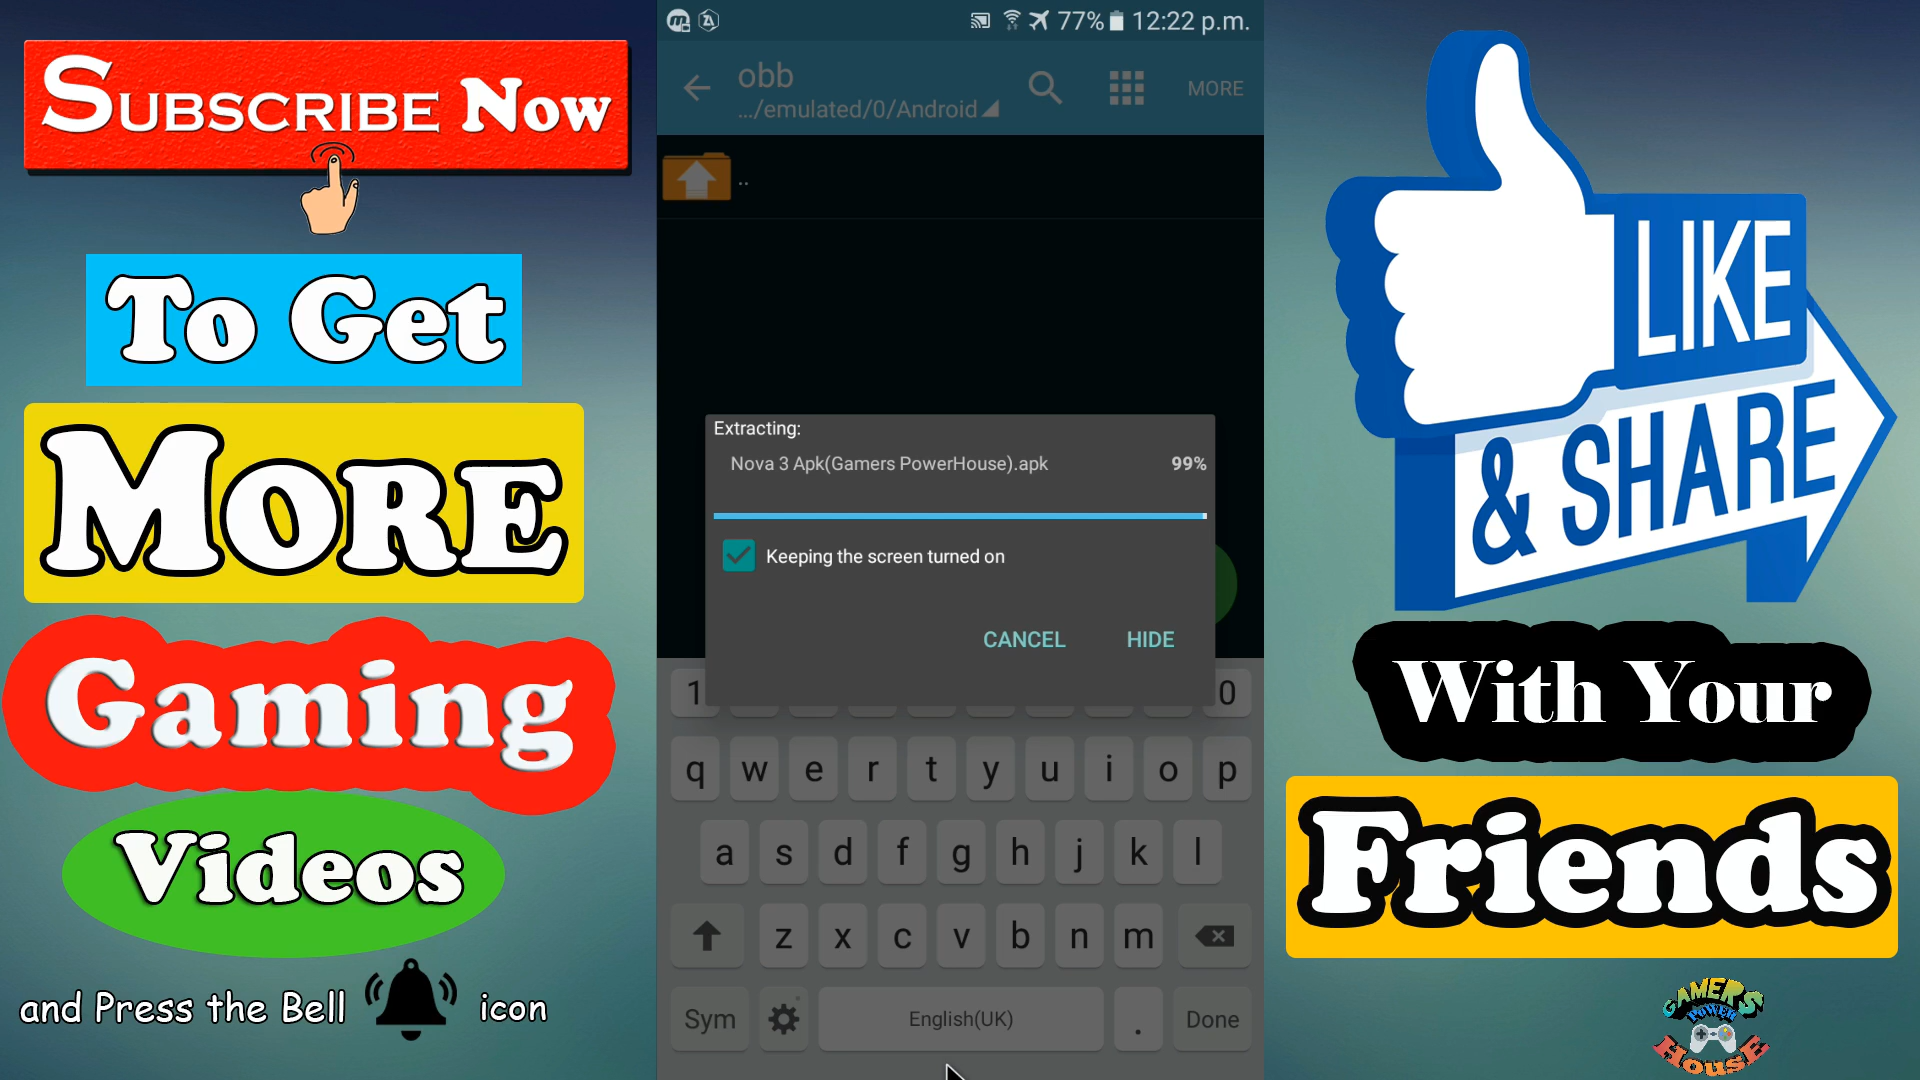 SUBSCRIBE Now
To Get
MORE
Gaming
Videos
and Press the Bell icon
77% 12:22 p.m.
obb
.../emulated/0/Android
MORE
..
Extracting:
Nova 3 Apk(Gamers PowerHouse).apk 99%
Keeping the screen turned on
CANCEL HIDE
1 0
q w e r t y u i o p
a s d f g h j k l
z x c v b n m
Sym English(UK) . Done
LIKE
& SHARE
With Your
Friends
GAMERS
POWER
HOUSE